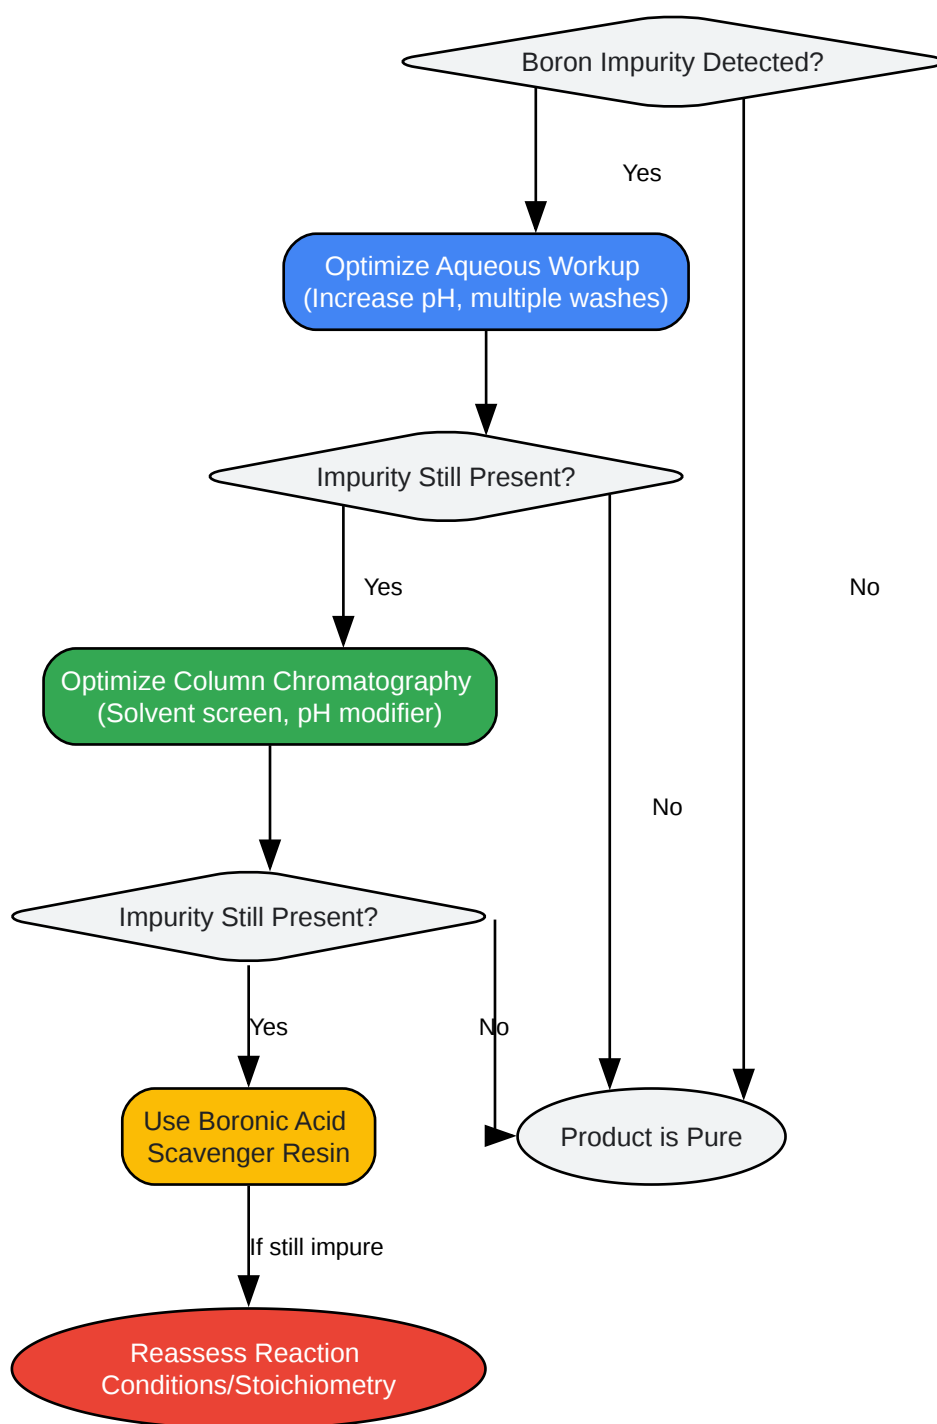 Boron Impurity Detected?
Yes
Optimize Aqueous Workup
(Increase pH, multiple washes)
Impurity Still Present?
Yes
No
Optimize Column Chromatography
(Solvent screen, pH modifier)
No
Impurity Still Present?
Yes
No
Use Boronic Acid
Scavenger Resin
Product is Pure
If still impure
Reassess Reaction
Conditions/Stoichiometry